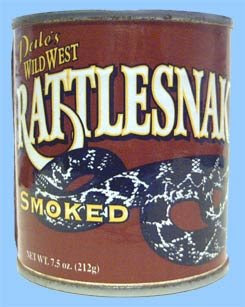 Dale's
WILD WEST
RATTLESNAK
SMOKED
NET WT. 7.5 oz. (212g)